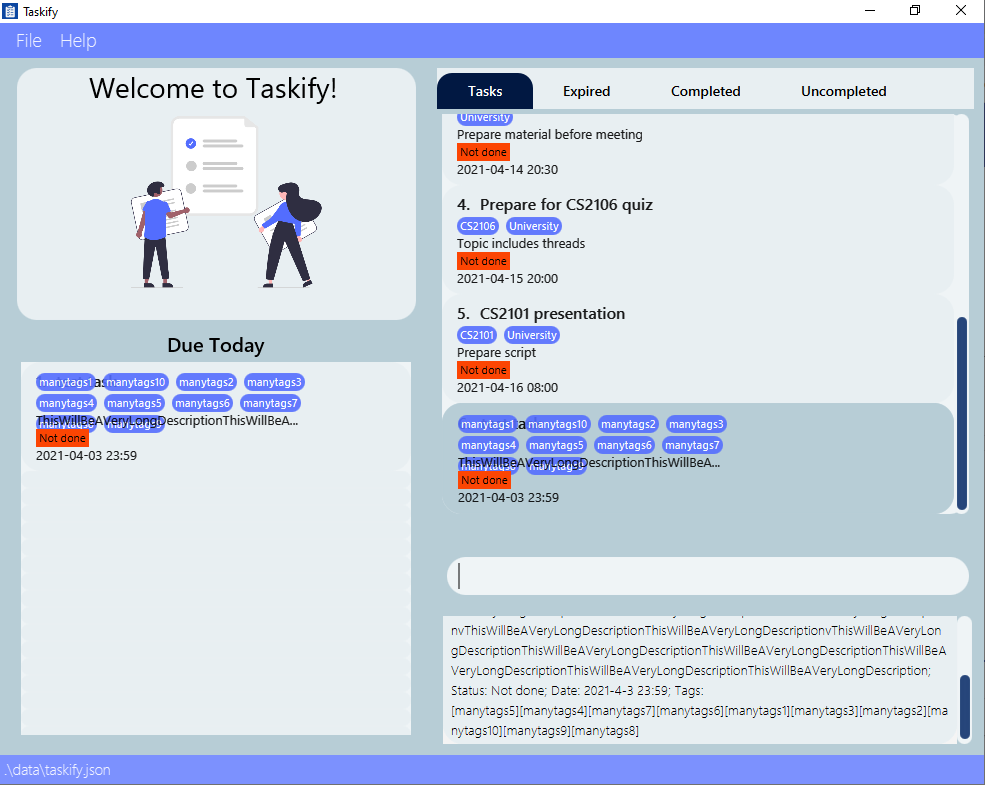 Taskify
File Help
Welcome to Taskify!
Due Today
manytags1 manytags10 manytags2 manytags3
manytags4 manytags5 manytags6 manytags7
ThisWillBeAVeryLongDescriptionThisWillBeA...
Not done
2021-04-03 23:59
Tasks Expired Completed Uncompleted
University
Prepare material before meeting
Not done
2021-04-14 20:30
4. Prepare for CS2106 quiz
CS2106 University
Topic includes threads
Not done
2021-04-15 20:00
5. CS2101 presentation
CS2101 University
Prepare script
Not done
2021-04-16 08:00
manytags1 manytags10 manytags2 manytags3
manytags4 manytags5 manytags6 manytags7
ThisWillBeAVeryLongDescriptionThisWillBeA...
Not done
2021-04-03 23:59
nvThisWillBeAVeryLongDescriptionThisWillBeAVeryLongDescriptionvThisWillBeAVeryLon
gDescriptionThisWillBeAVeryLongDescriptionThisWillBeAVeryLongDescriptionThisWillBeA
VeryLongDescriptionThisWillBeAVeryLongDescriptionThisWillBeAVeryLongDescription;
Status: Not done; Date: 2021-4-3 23:59; Tags:
[manytags5][manytags4][manytags7][manytags6][manytags1][manytags3][manytags2][ma
nytags10][manytags9][manytags8]
.\data\taskify.json